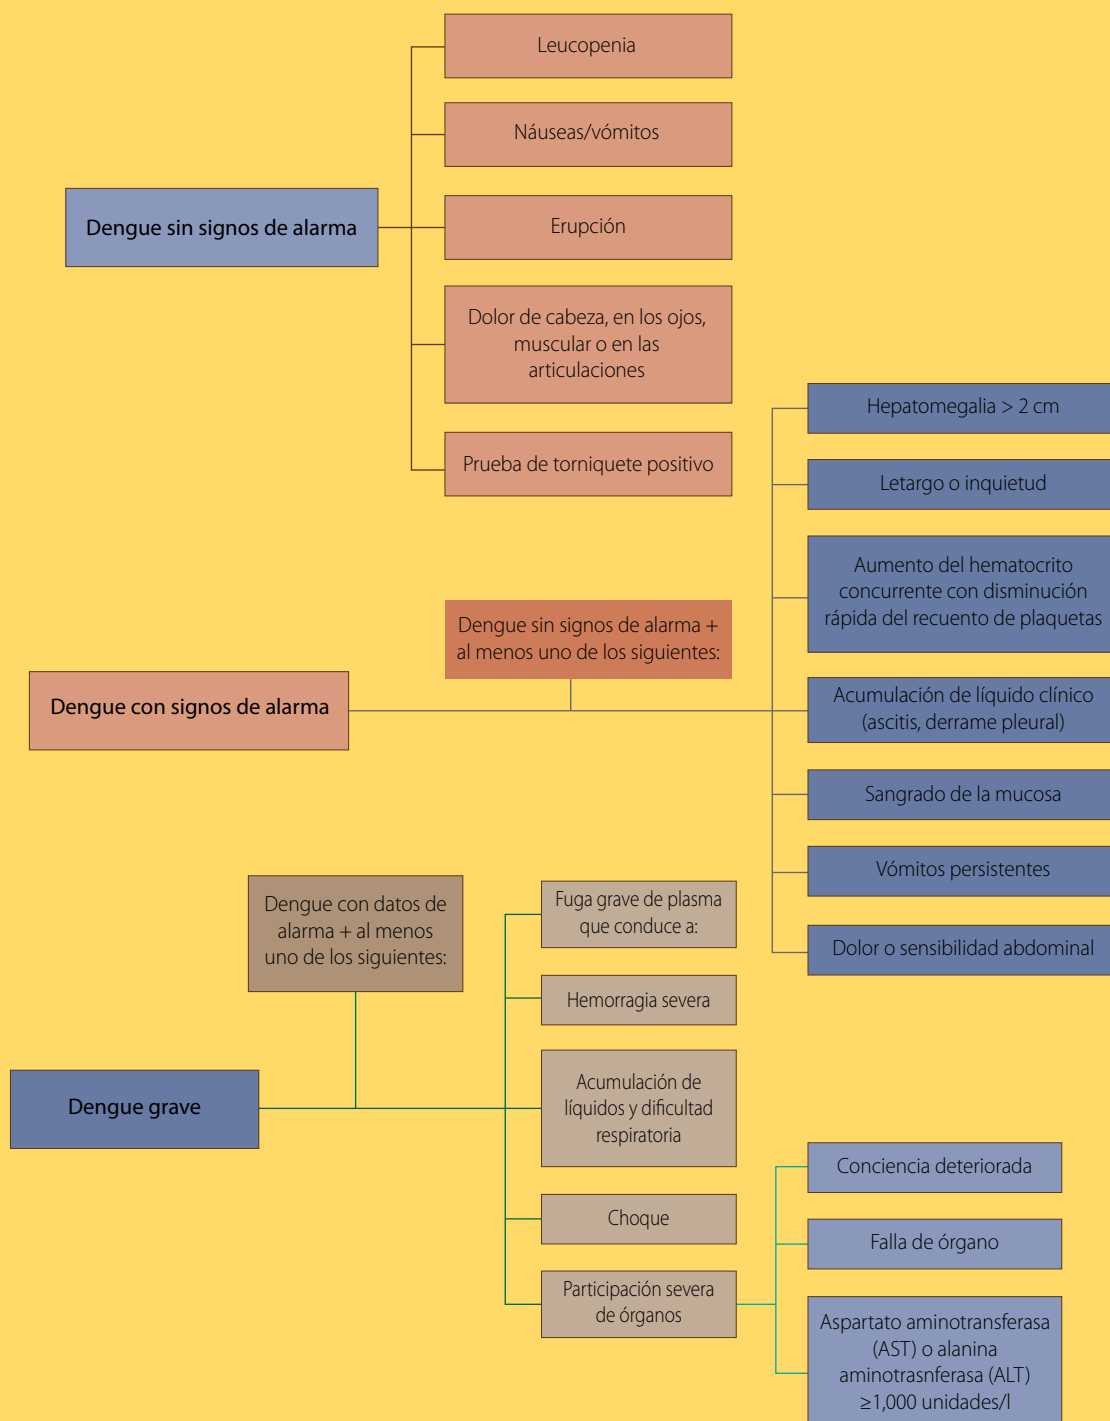 Leucopenia
Náuseas/vómitos
Dengue sin signos de alarma
Erupción
Dolor de cabeza, en los ojos,
muscular o en las
articulaciones
Prueba de torniquete positivo
Dengue con signos de alarma
Dengue sin signos de alarma +
al menos uno de los siguientes:
Hepatomegalia > 2 cm
Letargo o inquietud
Aumento del hematocrito
concurrente con disminución
rápida del recuento de plaquetas
Acumulación de líquido clínico
(ascitis, derrame pleural)
Sangrado de la mucosa
Vómitos persistentes
Dolor o sensibilidad abdominal
Dengue grave
Dengue con datos de
alarma + al menos
uno de los siguientes:
Fuga grave de plasma
que conduce a:
Hemorragia severa
Acumulación de
líquidos y dificultad
respiratoria
Choque
Participación severa
de órganos
Conciencia deteriorada
Falla de órgano
Aspartato aminotransferasa
(AST) o alanina
aminotrasnferasa (ALT)
≥1,000 unidades/l